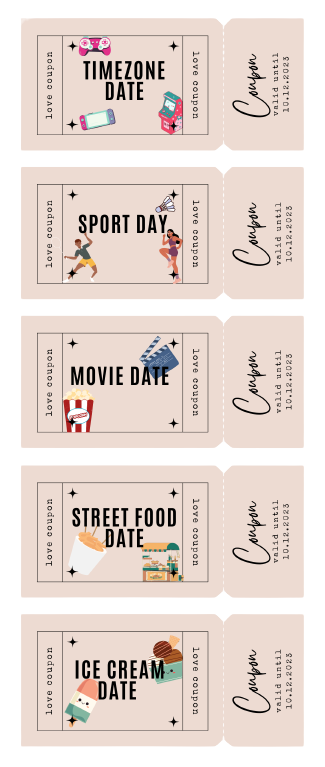 love coupon
TIMEZONE
DATE
love coupon
Coupon
valid until
10.12.2023
love coupon
SPORT DAY
love coupon
Coupon
valid until
10.12.2023
love coupon
MOVIE DATE
love coupon
Coupon
valid until
10.12.2023
love coupon
STREET FOOD
DATE
love coupon
Coupon
valid until
10.12.2023
love coupon
ICE CREAM
DATE
love coupon
Coupon
valid until
10.12.2023